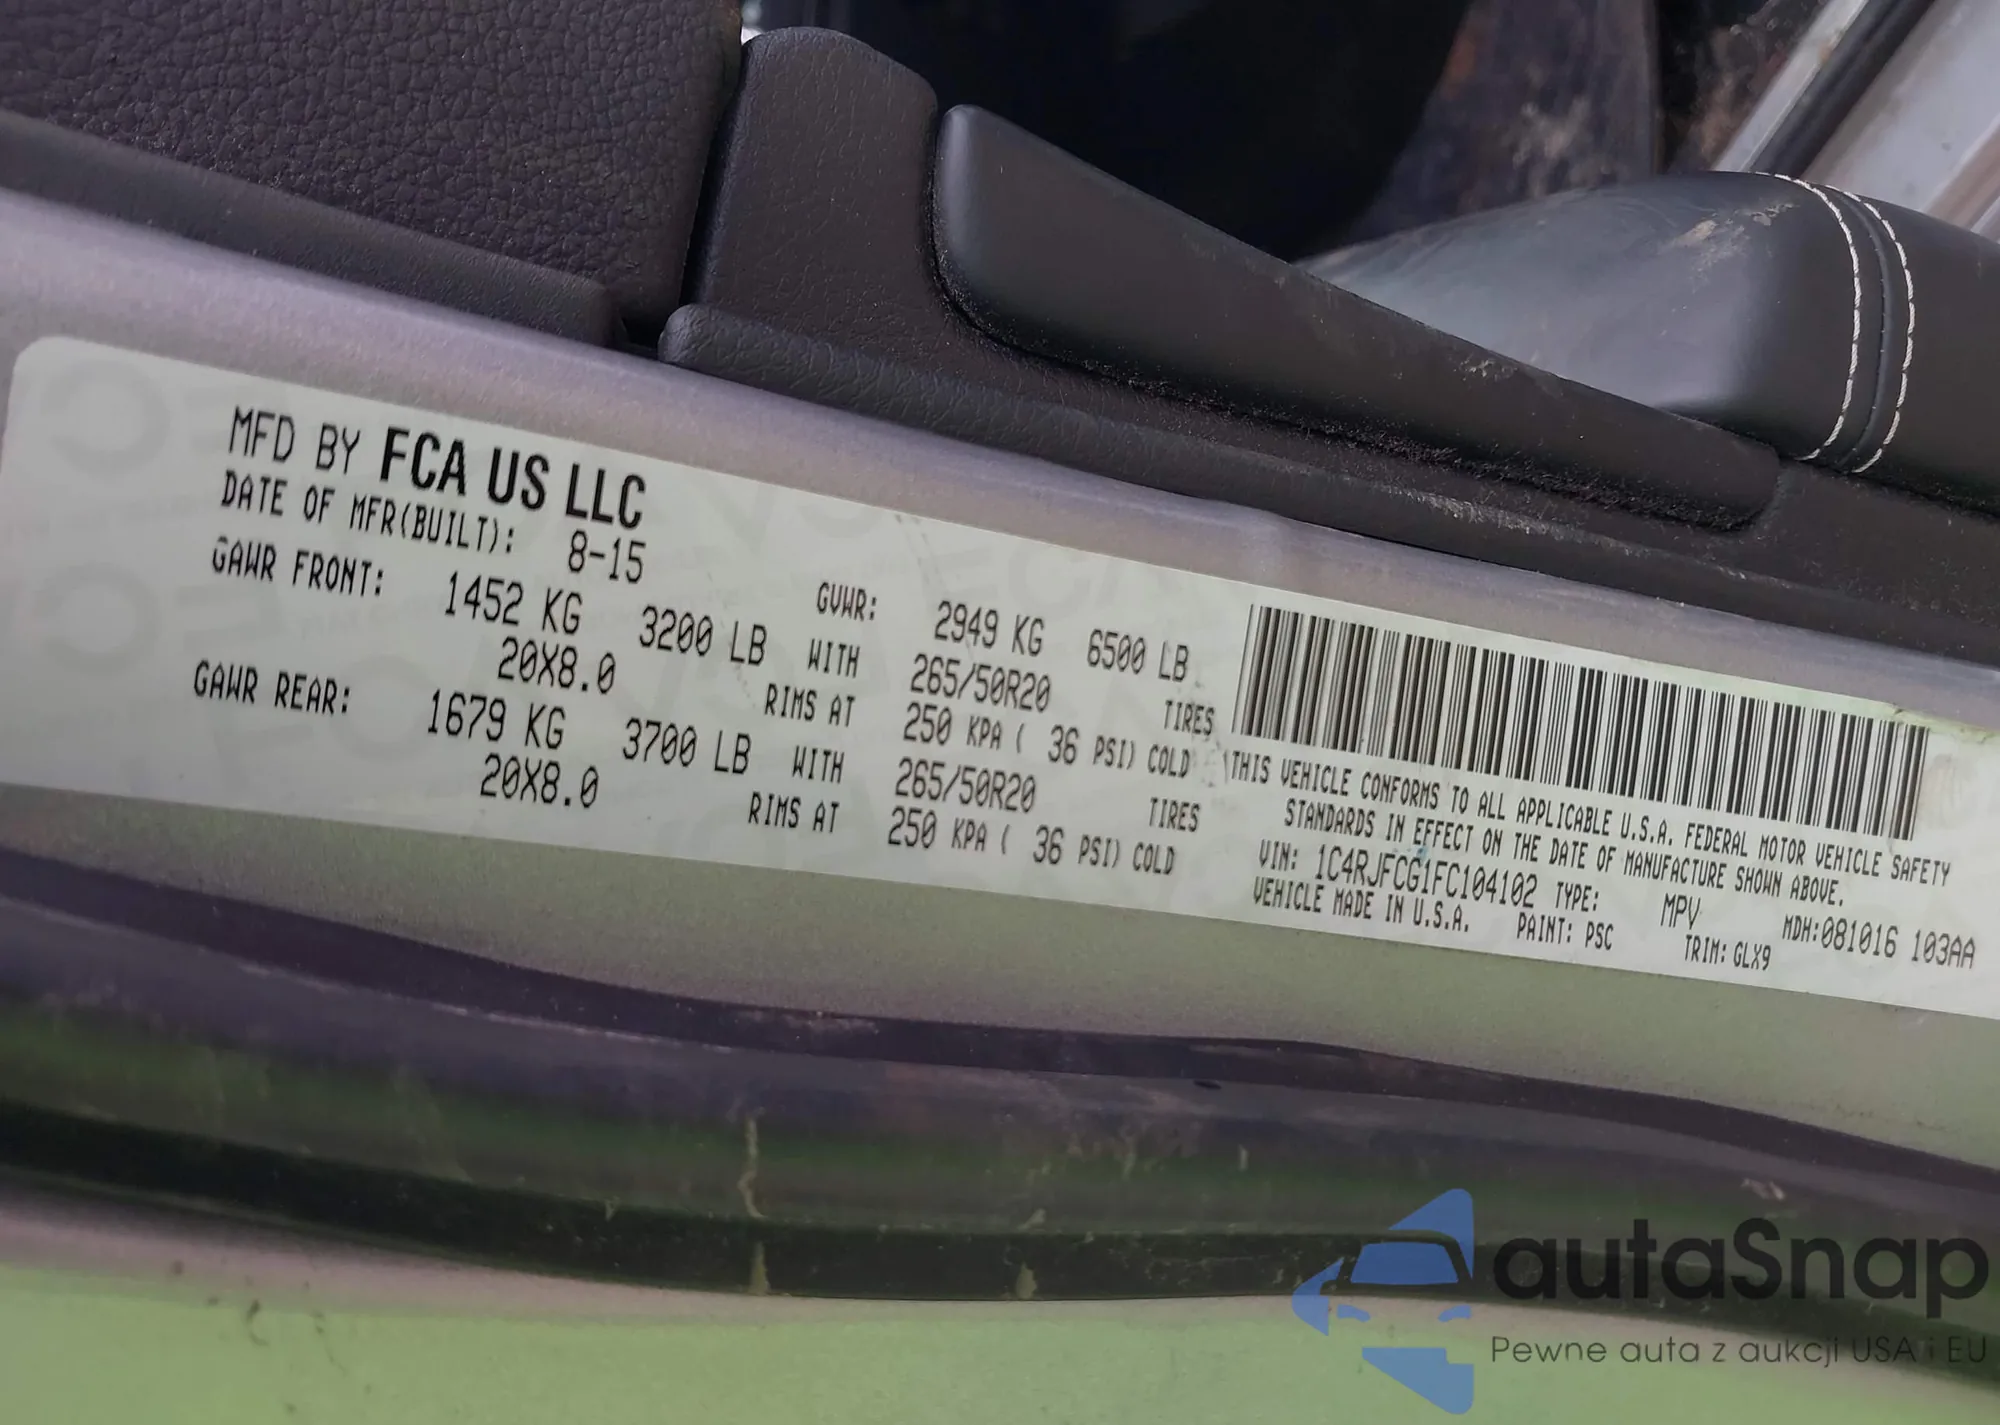 MFD BY FCA US LLC
DATE OF MFR(BUILT): 8-15
GAWR FRONT: 1452 KG 3200 LB WITH 265/50R20 TIRES
20X8.0 RIMS AT 250 KPA ( 36 PSI) COLD
GAWR REAR: 1679 KG 3700 LB WITH 265/50R20 TIRES
20X8.0 RIMS AT 250 KPA ( 36 PSI) COLD
GVWR: 2949 KG 6500 LB
THIS VEHICLE CONFORMS TO ALL APPLICABLE U.S.A. FEDERAL MOTOR VEHICLE SAFETY
STANDARDS IN EFFECT ON THE DATE OF MANUFACTURE SHOWN ABOVE.
VIN: 1C4RJFCG1FC104102 TYPE: MPV MDH:081016 103AA
VEHICLE MADE IN U.S.A. PAINT: PSC TRIM: GLX9
autaSnap
Pewne auta z aukcji USA i EU